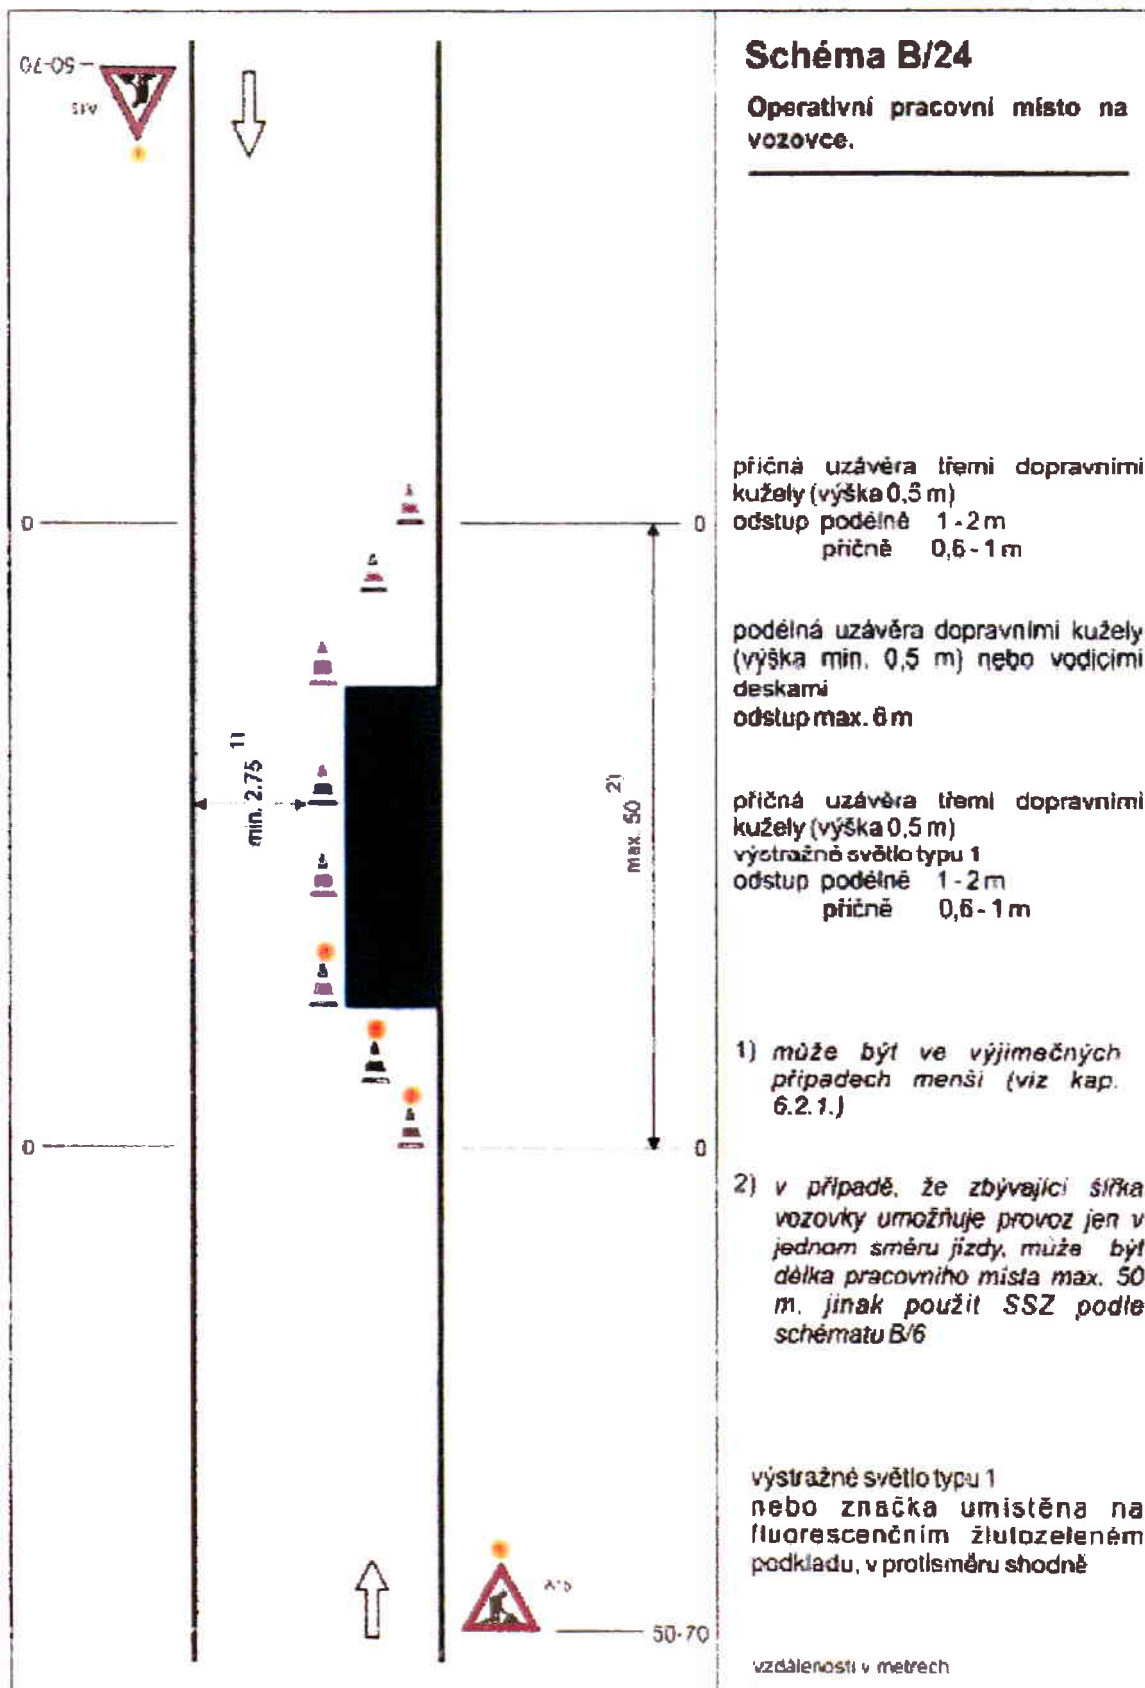 50-70
A15
Schéma B/24
Operativní pracovní místo na
vozovce.
příčná uzávěra třemi dopravními
kužely (výška 0,5 m)
odstup podélně 1-2 m
příčně 0,6-1 m
0
0
podélná uzávěra dopravními kužely
(výška min. 0,5 m) nebo vodicími
deskami
odstup max. 6 m
min. 2.75 1)
max. 50 2)
příčná uzávěra třemi dopravními
kužely (výška 0,5 m)
výstražné světlo typu 1
odstup podélně 1-2 m
příčně 0,6-1 m
1) může být ve výjimečných
případech menší (viz kap.
6.2.1.)
0
0
2) v případě, že zbývající šířka
vozovky umožňuje provoz jen v
jednom směru jízdy, může být
délka pracovního místa max. 50
m, jinak použít SSZ podle
schématu B/6
výstražné světlo typu 1
nebo značka umístěna na
fluorescenčním žlutozeleném
podkladu, v protisměru shodně
A15
50-70
vzdálenosti v metrech